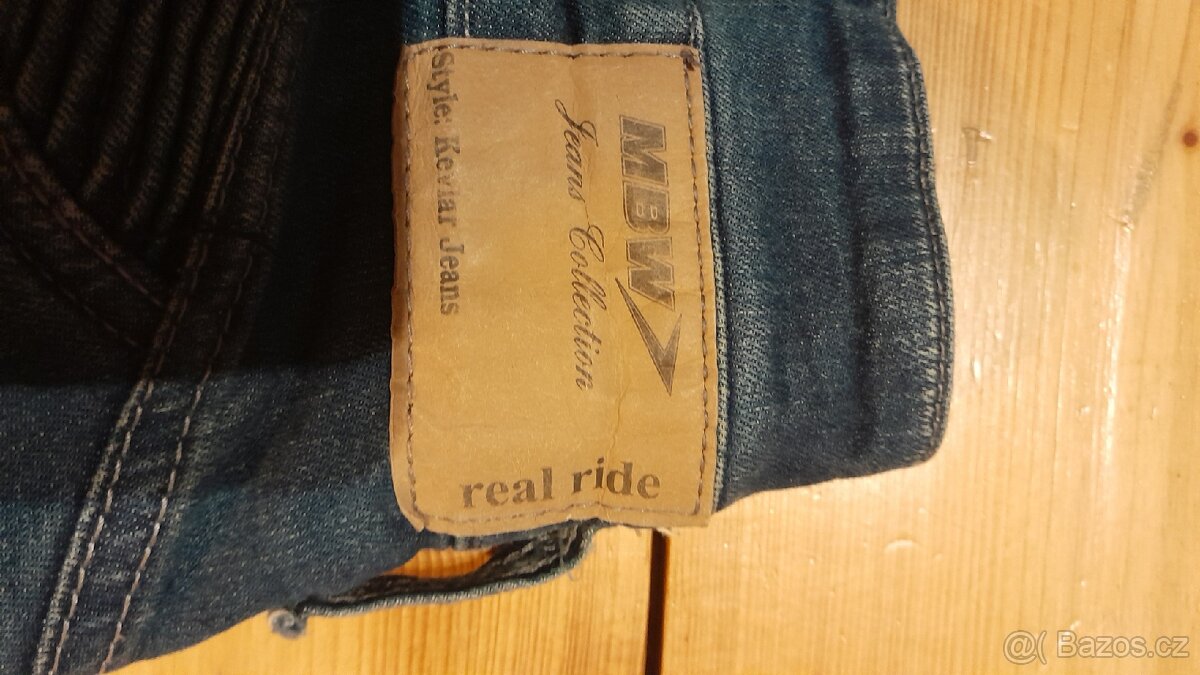 MBW
Jeans Collection
Style: Kevlar Jeans
real ride
@( Bazos.cz